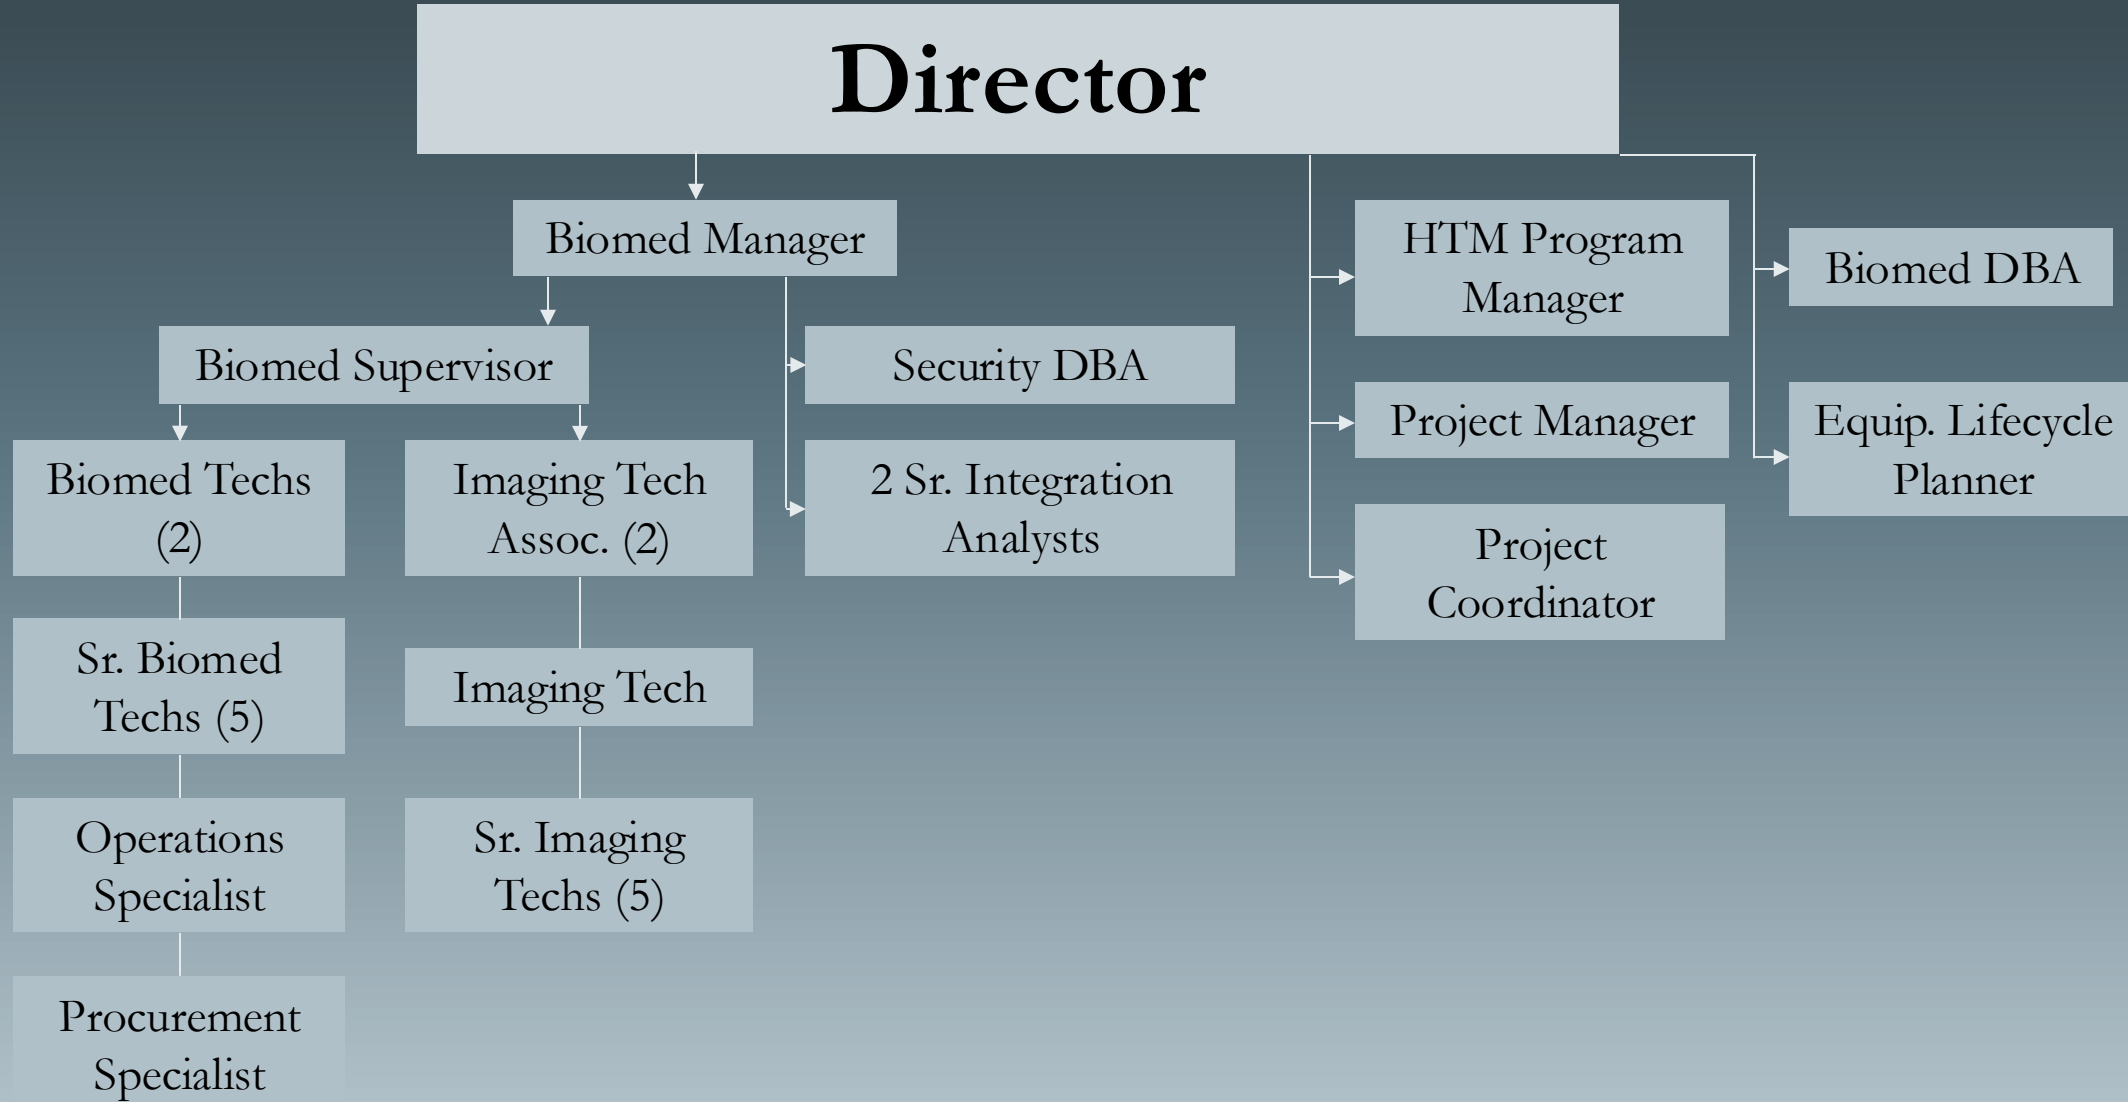 Director
Biomed Manager
Biomed Supervisor
Biomed Techs
(2)
Sr. Biomed
Techs (5)
Operations
Specialist
Procurement
Specialist
Imaging Tech
Assoc. (2)
Imaging Tech
Sr. Imaging
Techs (5)
Security DBA
2 Sr. Integration
Analysts
HTM Program
Manager
Project Manager
Project
Coordinator
Biomed DBA
Equip. Lifecycle
Planner